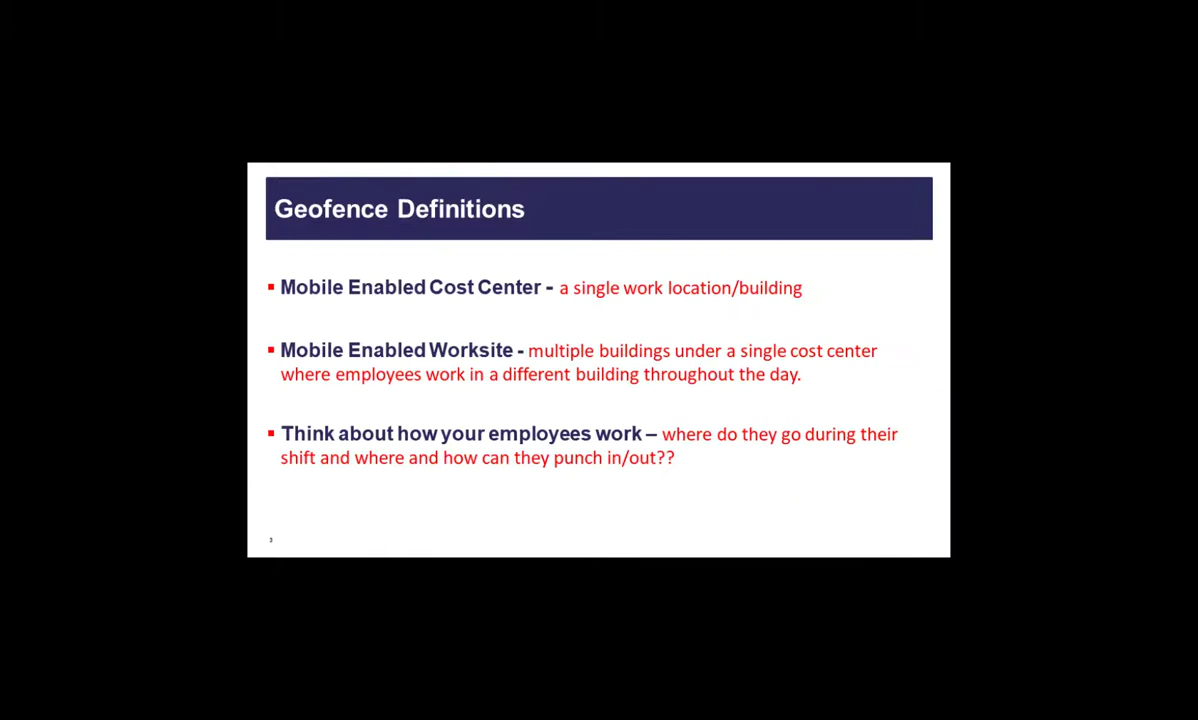 Geofence Definitions
▪ Mobile Enabled Cost Center - a single work location/building
▪ Mobile Enabled Worksite - multiple buildings under a single cost center
where employees work in a different building throughout the day.
▪ Think about how your employees work – where do they go during their
shift and where and how can they punch in/out??
3